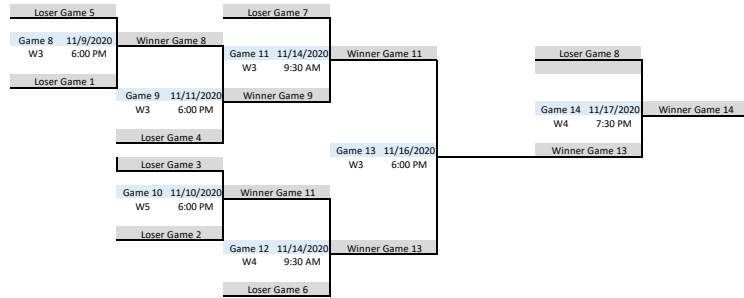 Loser Game 5
Game 8 11/9/2020
W3 6:00 PM
Loser Game 1
Winner Game 8
Game 9 11/11/2020
W3 6:00 PM
Loser Game 4
Loser Game 3
Game 10 11/10/2020
W5 6:00 PM
Loser Game 2
Loser Game 7
Game 11 11/14/2020
W3 9:30 AM
Winner Game 9
Winner Game 11
Game 12 11/14/2020
W4 9:30 AM
Loser Game 6
Winner Game 11
Game 13 11/16/2020
W3 6:00 PM
Winner Game 13
Loser Game 8
Game 14 11/17/2020
W4 7:30 PM
Winner Game 13
Winner Game 14